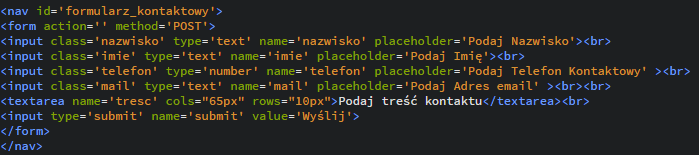 <nav id='formularz_kontaktowy'>
<form action='' method='POST'>
<input class='nazwisko' type='text' name='nazwisko' placeholder='Podaj Nazwisko'><br>
<input class='imie' type='text' name='imie' placeholder='Podaj Imię'><br>
<input class='telefon' type='number' name='telefon' placeholder='Podaj Telefon Kontaktowy' ><br>
<input class='mail' type='text' name='mail' placeholder='Podaj Adres email' ><br><br>
<textarea name='tresc' cols="65px" rows="10px">Podaj treść kontaktu</textarea><br>
<input type='submit' name='submit' value='Wyślij'>
</form>
</nav>